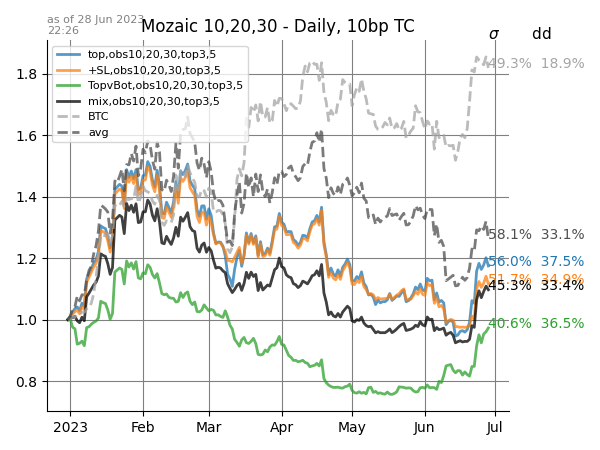 as of 28 Jun 2023
22:26
Mozaic 10,20,30 - Daily, 10bp TC
σ dd
top,obs10,20,30,top3,5
+SL,obs10,20,30,top3,5
TopvBot,obs10,20,30,top3,5
mix,obs10,20,30,top3,5
BTC
avg
49.3% 18.9%
58.1% 33.1%
56.0% 37.5%
51.7% 34.9%
45.3% 33.4%
40.6% 36.5%
1.8
1.6
1.4
1.2
1.0
0.8
2023 Feb Mar Apr May Jun Jul